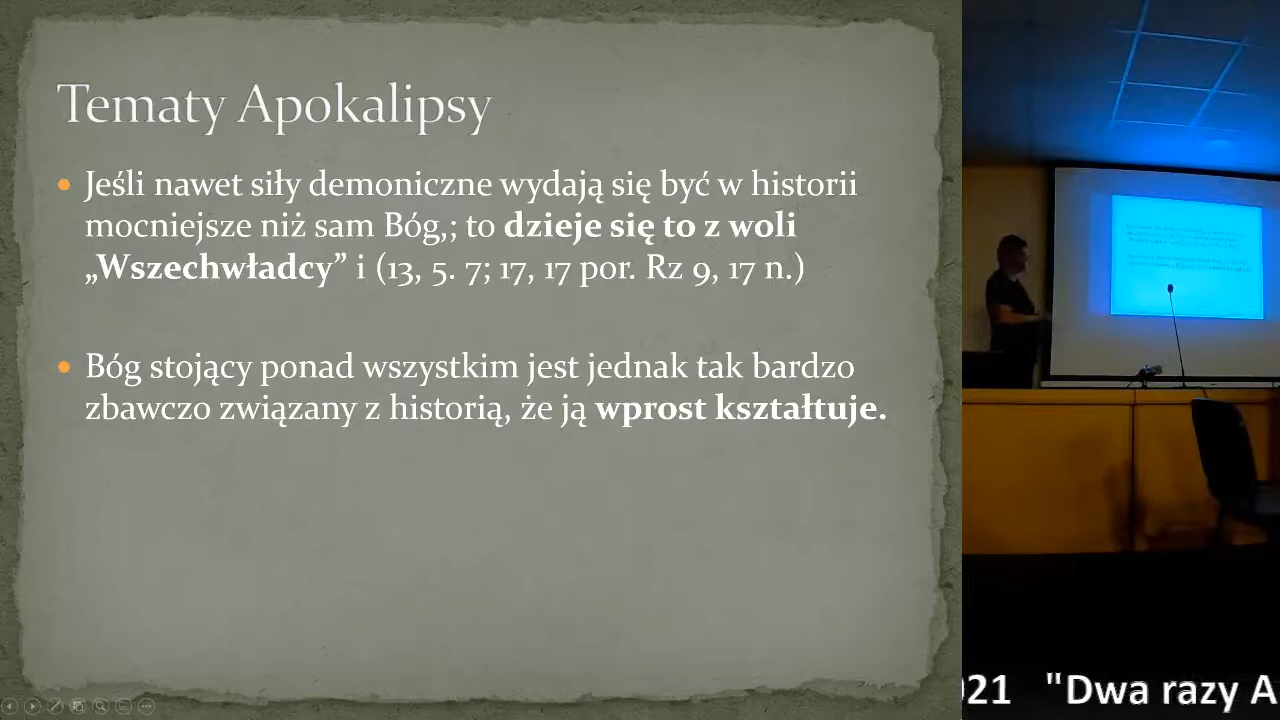 Tematy Apokalipsy
• Jeśli nawet siły demoniczne wydają się być w historii
mocniejsze niż sam Bóg,; to dzieje się to z woli
„Wszechwładcy” i (13, 5. 7; 17, 17 por. Rz 9, 17 n.)
• Bóg stojący ponad wszystkim jest jednak tak bardzo
zbawczo związany z historią, że ją wprost kształtuje.
021 "Dwa razy A